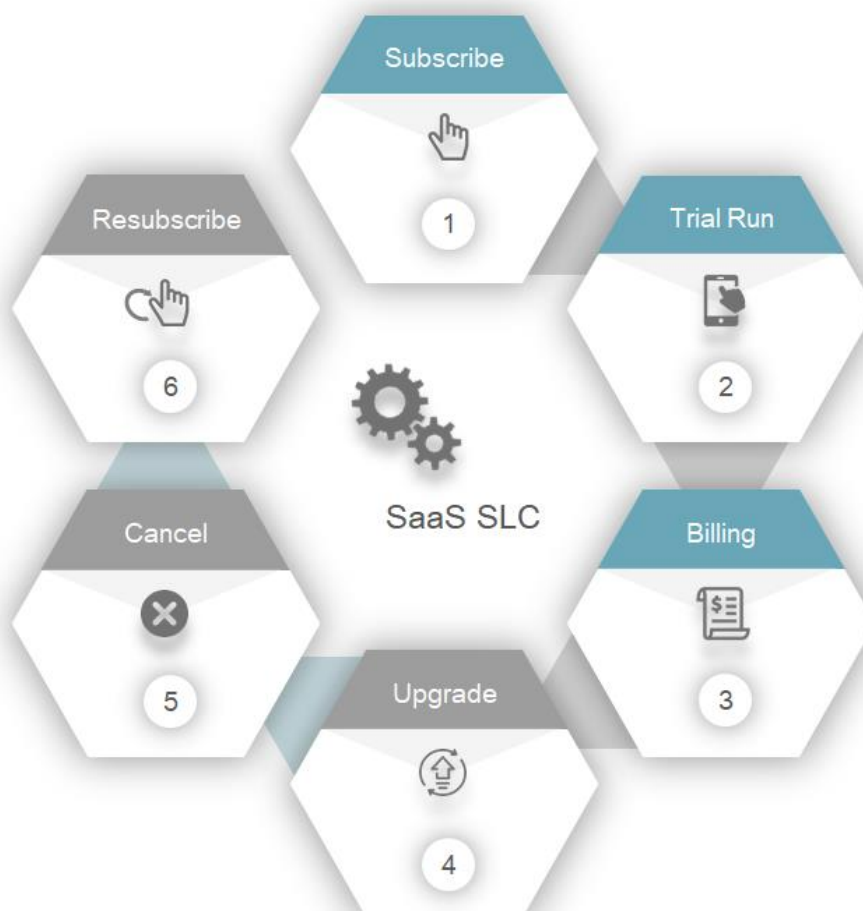 Subscribe
1
Trial Run
2
Billing
3
Upgrade
4
Cancel
5
Resubscribe
6
SaaS SLC